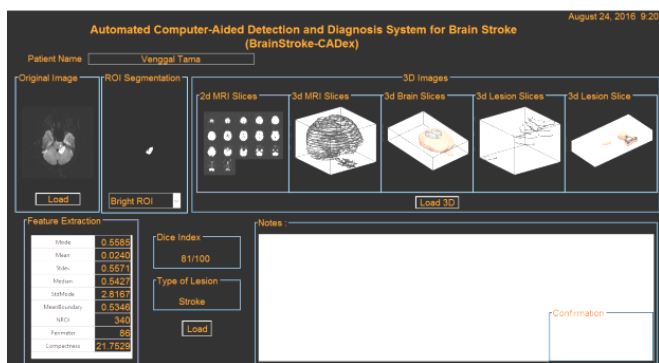 August 24, 2016 9:20
Automated Computer-Aided Detection and Diagnosis System for Brain Stroke
(BrainStroke-CADex)
Patient Name Venggal Tama
Original Image ROI Segmentation 3D Images
2d MRI Slices 3d MRI Slices 3d Brain Slices 3d Lesion Slices 3d Lesion Slice
Load Bright ROI Load 3D
Feature Extraction
Mode 0.5585
Mean 0.0240
Stdev 0.5571
Median 0.5427
StdMode 2.8167
MeanBoundary 0.5346
NROI 340
Perimeter 86
Compactness 21.7529
Dice Index
81/100
Type of Lesion
Stroke
Load
Notes :
Confirmation